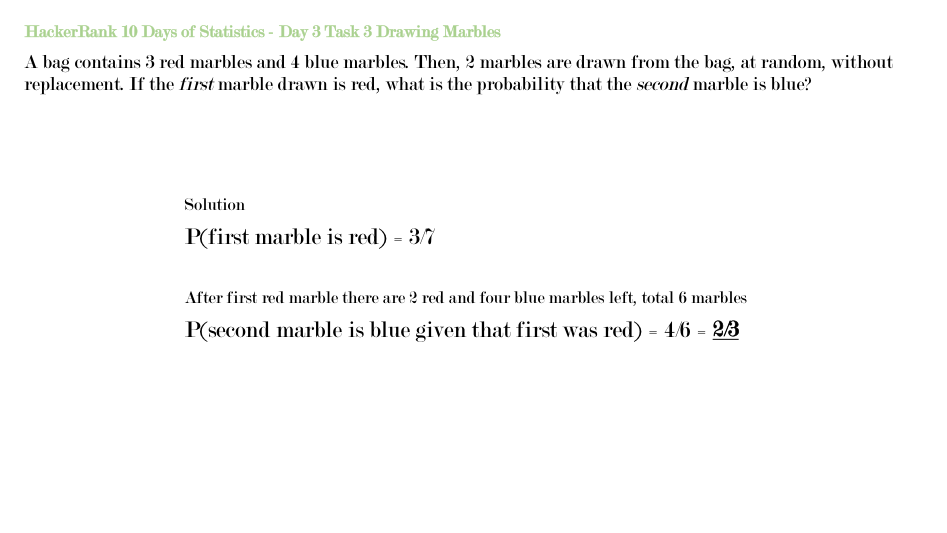 HackerRank 10 Days of Statistics - Day 3 Task 3 Drawing Marbles
A bag contains 3 red marbles and 4 blue marbles. Then, 2 marbles are drawn from the bag, at random, without
replacement. If the first marble drawn is red, what is the probability that the second marble is blue?
Solution
P(first marble is red) = 3/7
After first red marble there are 2 red and four blue marbles left, total 6 marbles
P(second marble is blue given that first was red) = 4/6 = 2/3